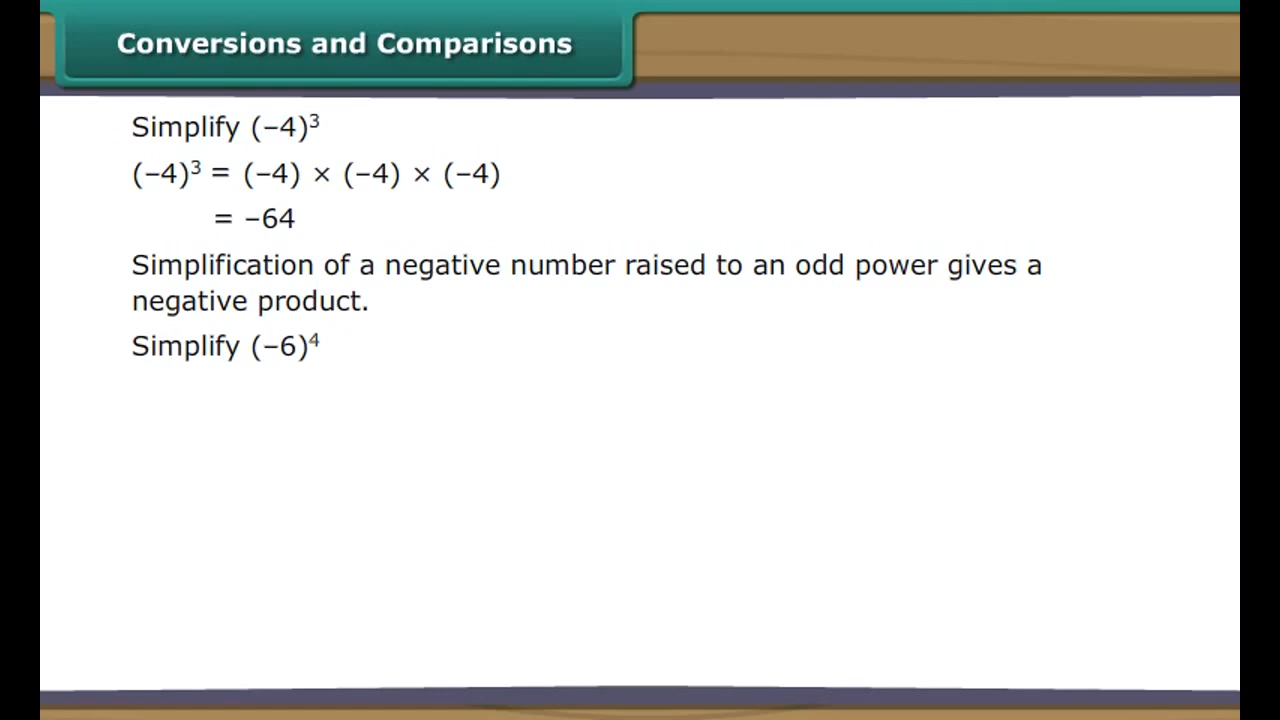 Conversions and Comparisons
Simplify (–4)³
(–4)³ = (–4) × (–4) × (–4)
= –64
Simplification of a negative number raised to an odd power gives a
negative product.
Simplify (–6)⁴